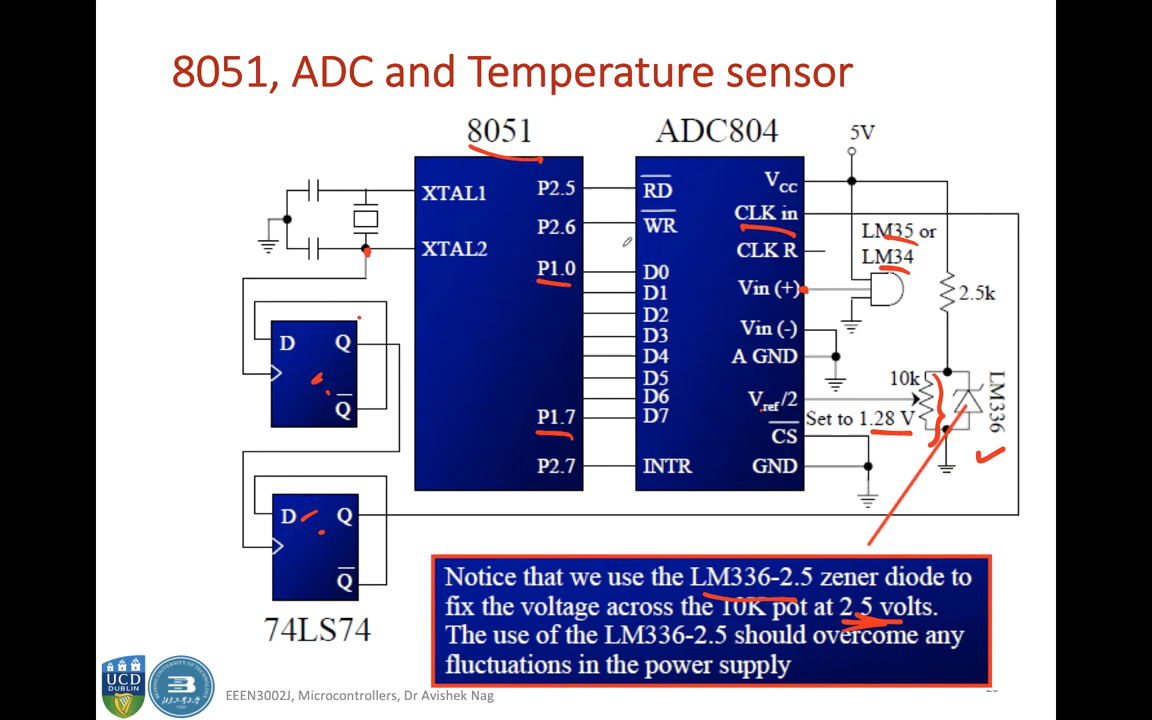 8051, ADC and Temperature sensor
8051
ADC804
5V
XTAL1
XTAL2
P2.5
P2.6
P1.0
P1.7
P2.7
RD
WR
D0
D1
D2
D3
D4
D5
D6
D7
INTR
Vcc
CLK in
CLK R
Vin (+)
Vin (-)
A GND
Vref/2
CS
GND
LM35 or
LM34
2.5k
10k
Set to 1.28 V
LM336
D Q
Q
D Q
Q
74LS74
Notice that we use the LM336-2.5 zener diode to
fix the voltage across the 10K pot at 2.5 volts.
The use of the LM336-2.5 should overcome any
fluctuations in the power supply
UCD
DUBLIN
EEEN3002J, Microcontrollers, Dr Avishek Nag